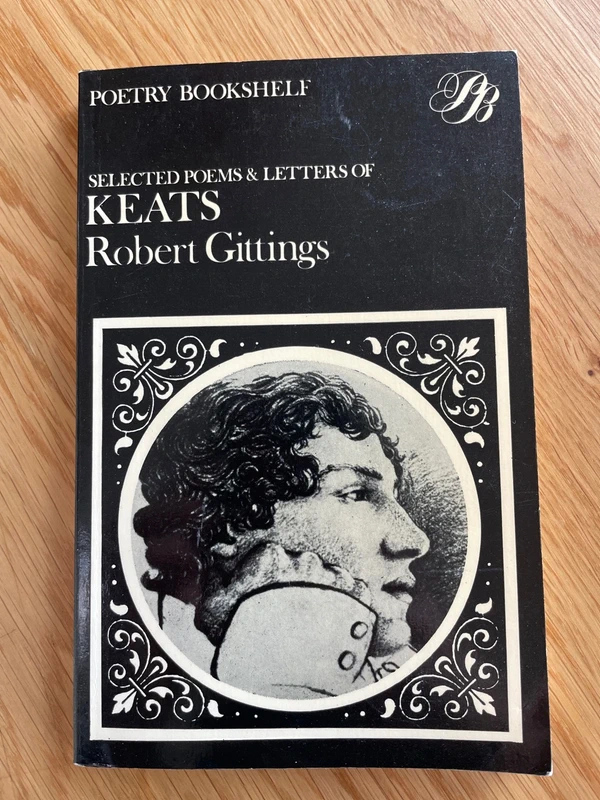 POETRY BOOKSHELF
PB
SELECTED POEMS & LETTERS OF
KEATS
Robert Gittings